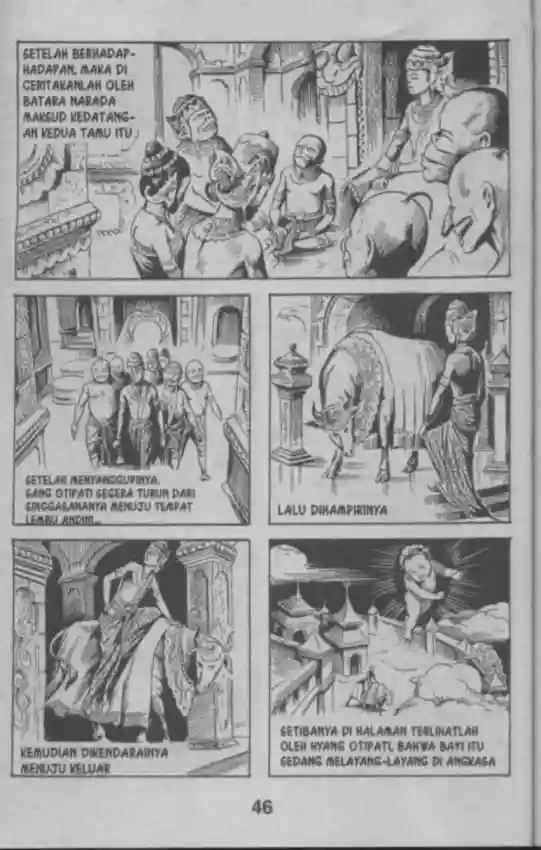 SETELAH BERHADAP-
HADAPAN, MAKA DI
CERITAKANLAH OLEH
BATARA NARADA
MAKSUD KEDATANG-
AN KEDUA TAMU ITU
SETELAH MENYANGGUPINYA,
SANG OTIPATI SEGERA TURUN DARI
SINGGASANANYA MENUJU TEMPAT
LEMBU ANDINI...
LALU DIHAMPIRINYA
KEMUDIAN DIKENDARAINYA
MENUJU KELUAR
SETIBANYA DI HALAMAN TERLIHATLAH
OLEH HYANG OTIPATI, BAHWA BAYI ITU
SEDANG MELAYANG-LAYANG DI ANGKASA
46